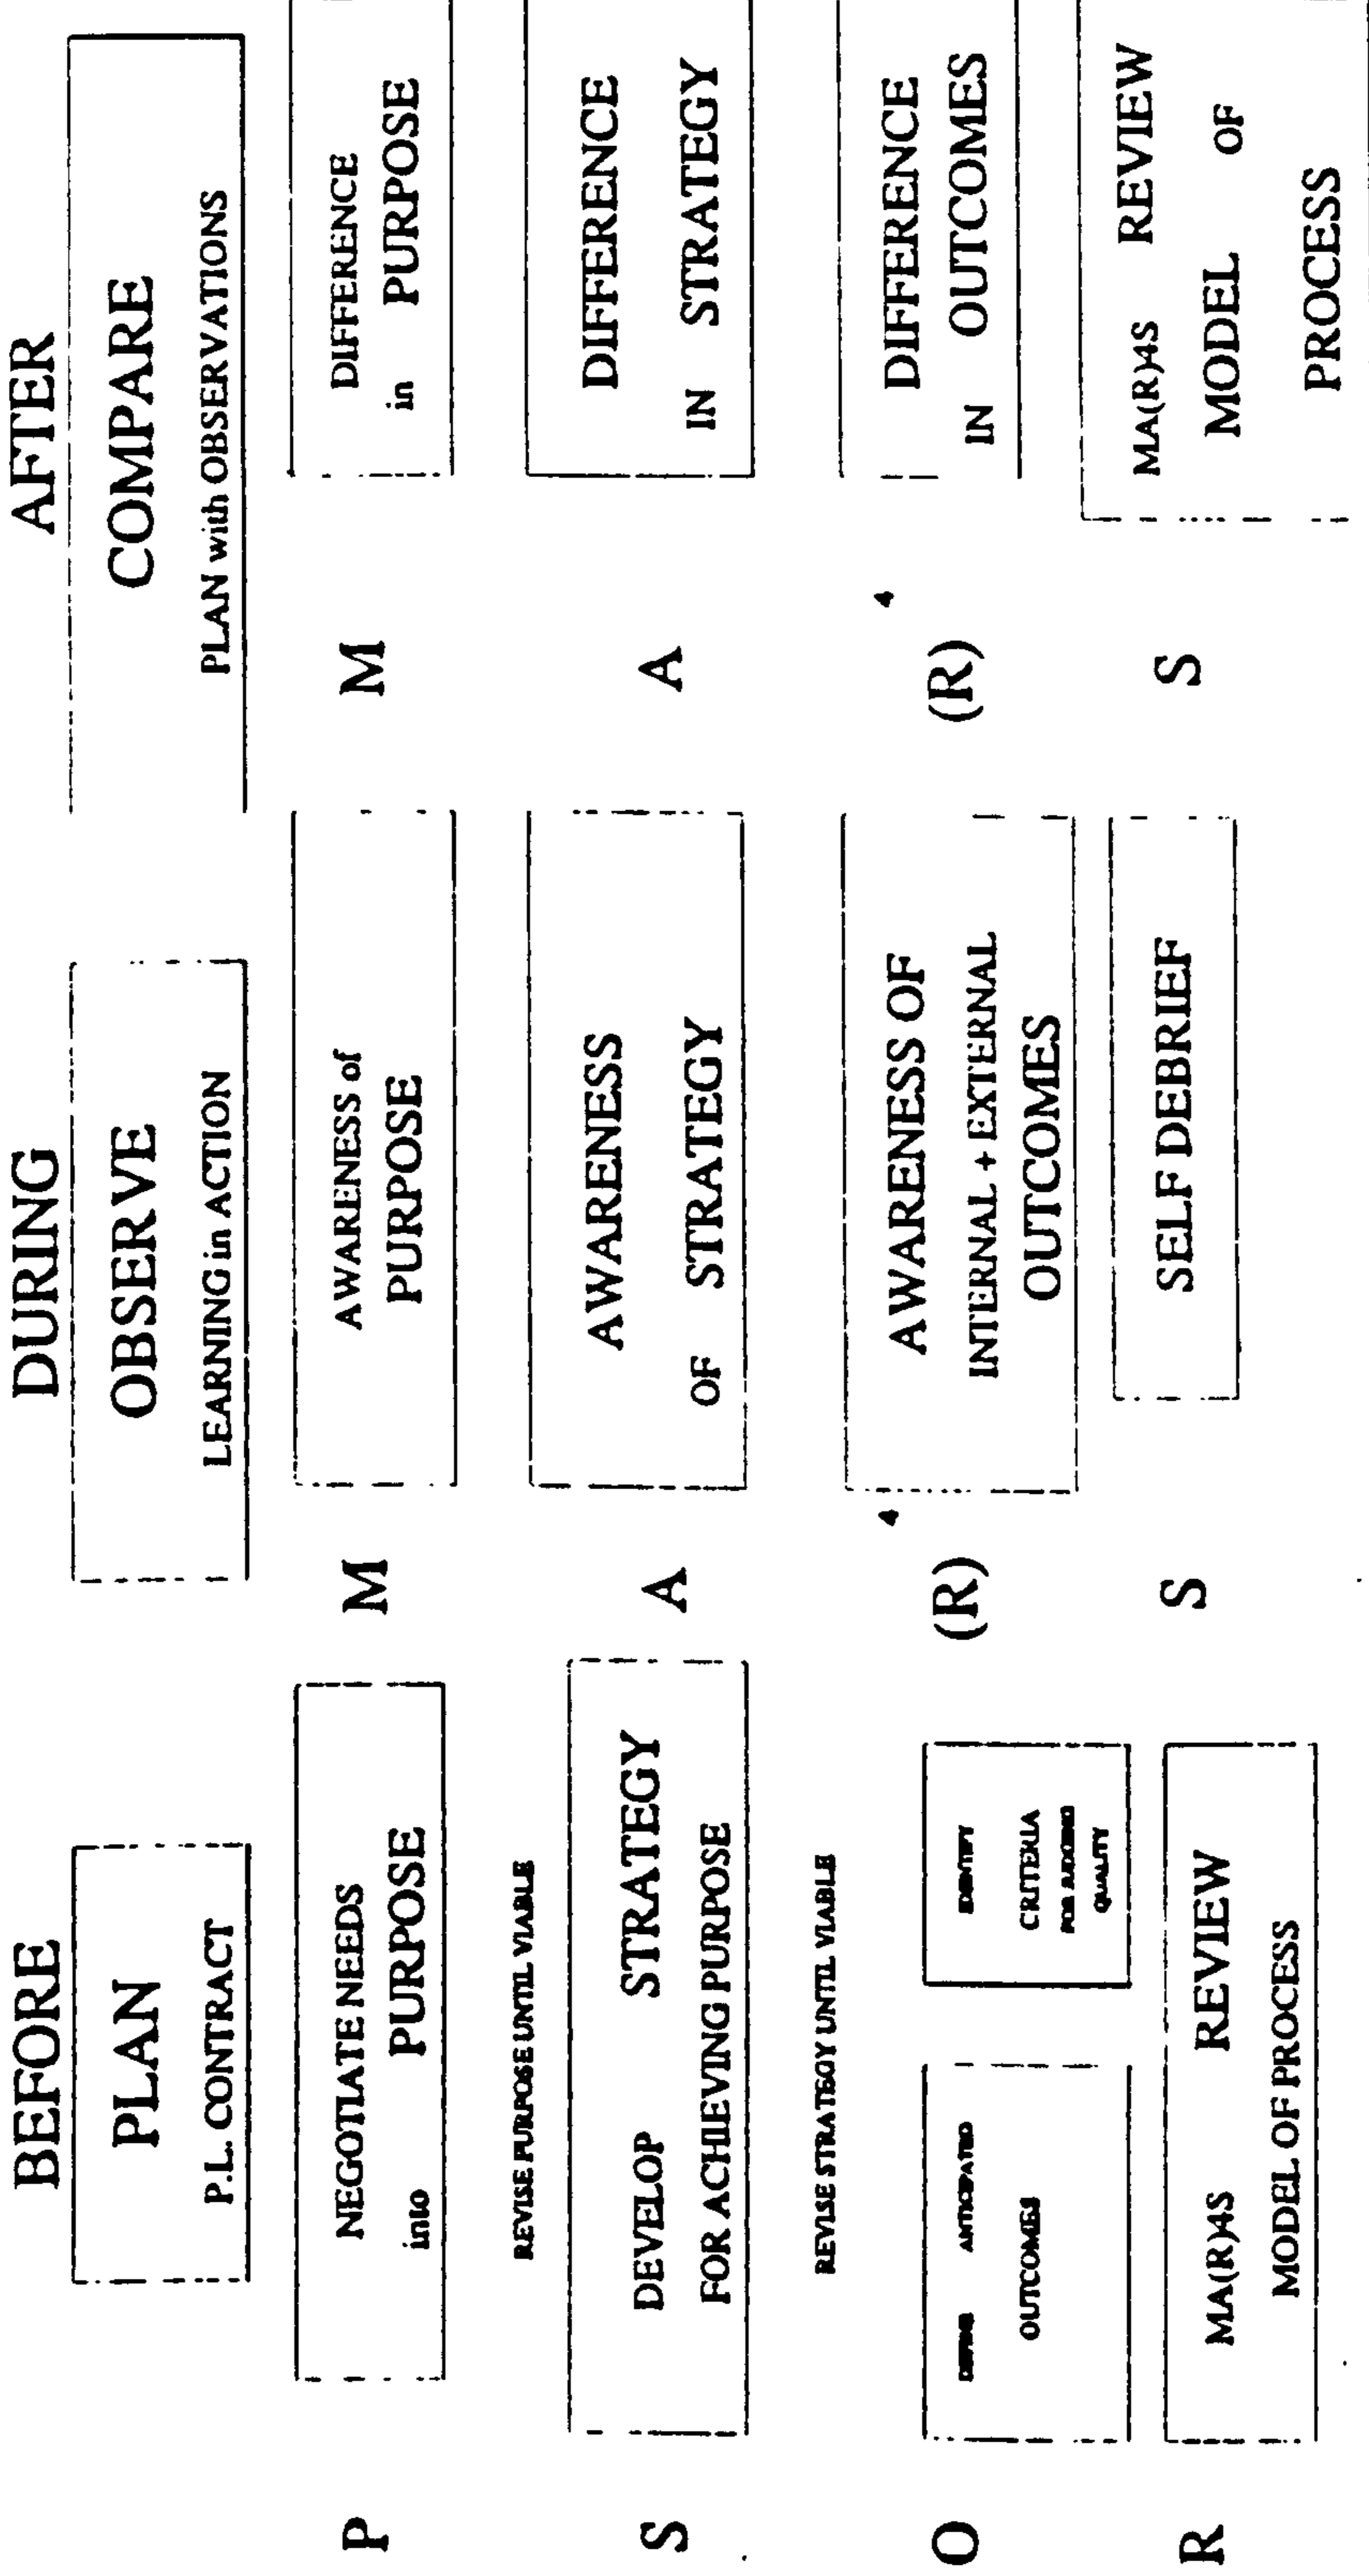 BEFORE
PLAN
P.L. CONTRACT
P
NEGOTIATE NEEDS
into PURPOSE
REVISE PURPOSE UNTIL VIABLE
S
DEVELOP STRATEGY
FOR ACHIEVING PURPOSE
REVISE STRATEGY UNTIL VIABLE
O
DEFINE ANTICIPATED
OUTCOMES
IDENTIFY
CRITERIA
FOR JUDGING
QUALITY
R
MA(R)4S REVIEW
MODEL OF PROCESS
DURING
OBSERVE
LEARNING in ACTION
M
AWARENESS of
PURPOSE
A
AWARENESS
OF STRATEGY
(R) 4
AWARENESS OF
INTERNAL + EXTERNAL
OUTCOMES
S
SELF DEBRIEF
AFTER
COMPARE
PLAN with OBSERVATIONS
M
DIFFERENCE
in PURPOSE
A
DIFFERENCE
IN STRATEGY
(R) 4
DIFFERENCE
IN OUTCOMES
S
MA(R)4S REVIEW
MODEL OF
PROCESS